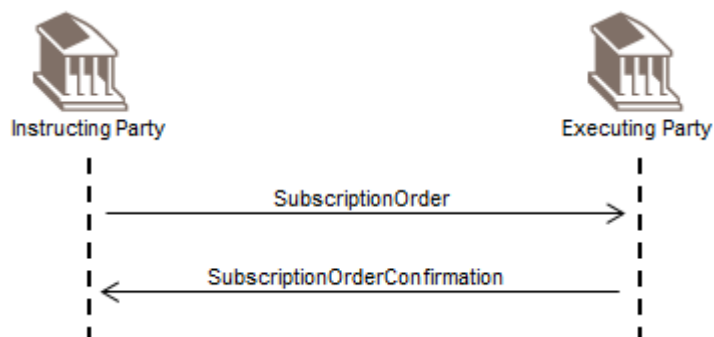 Instructing Party
Executing Party
SubscriptionOrder
SubscriptionOrderConfirmation